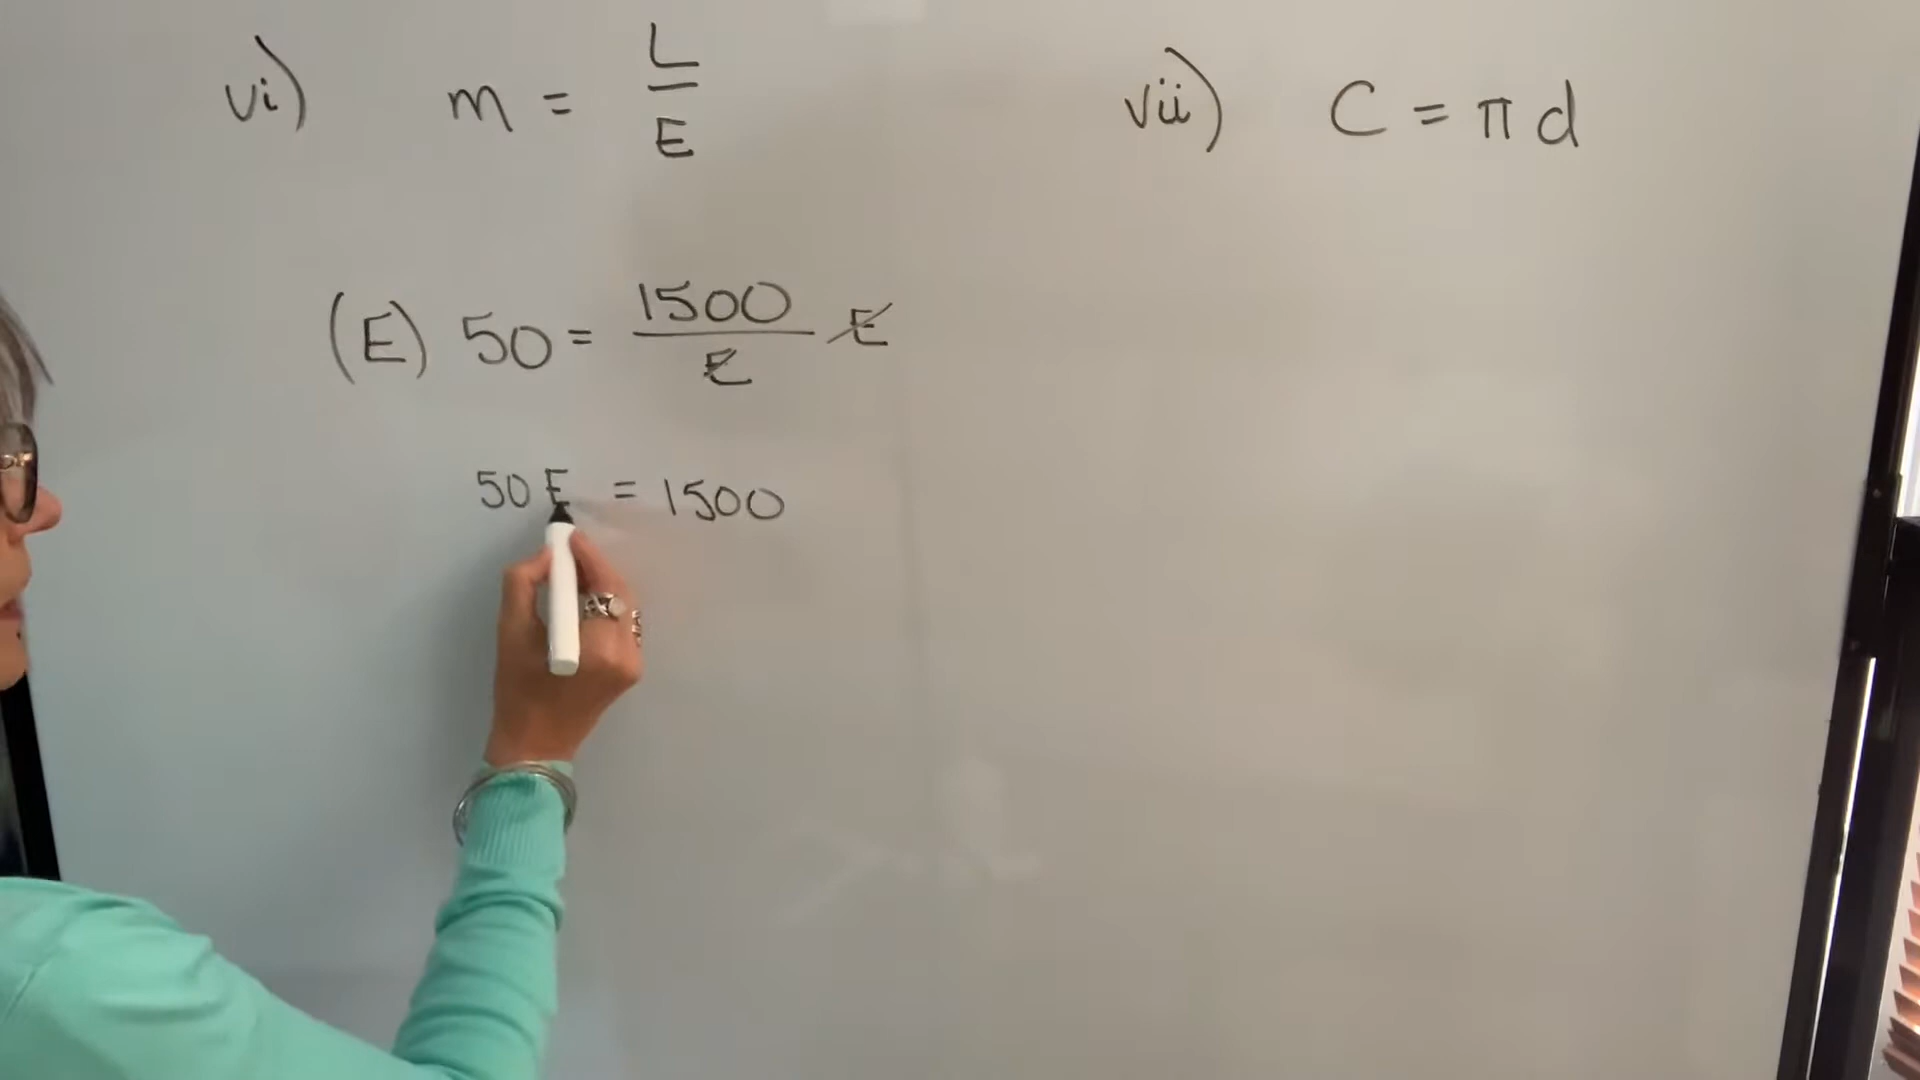 vi) m = L/E
(E) 50 = 1500/E E
50 E = 1500
vii) C = π d